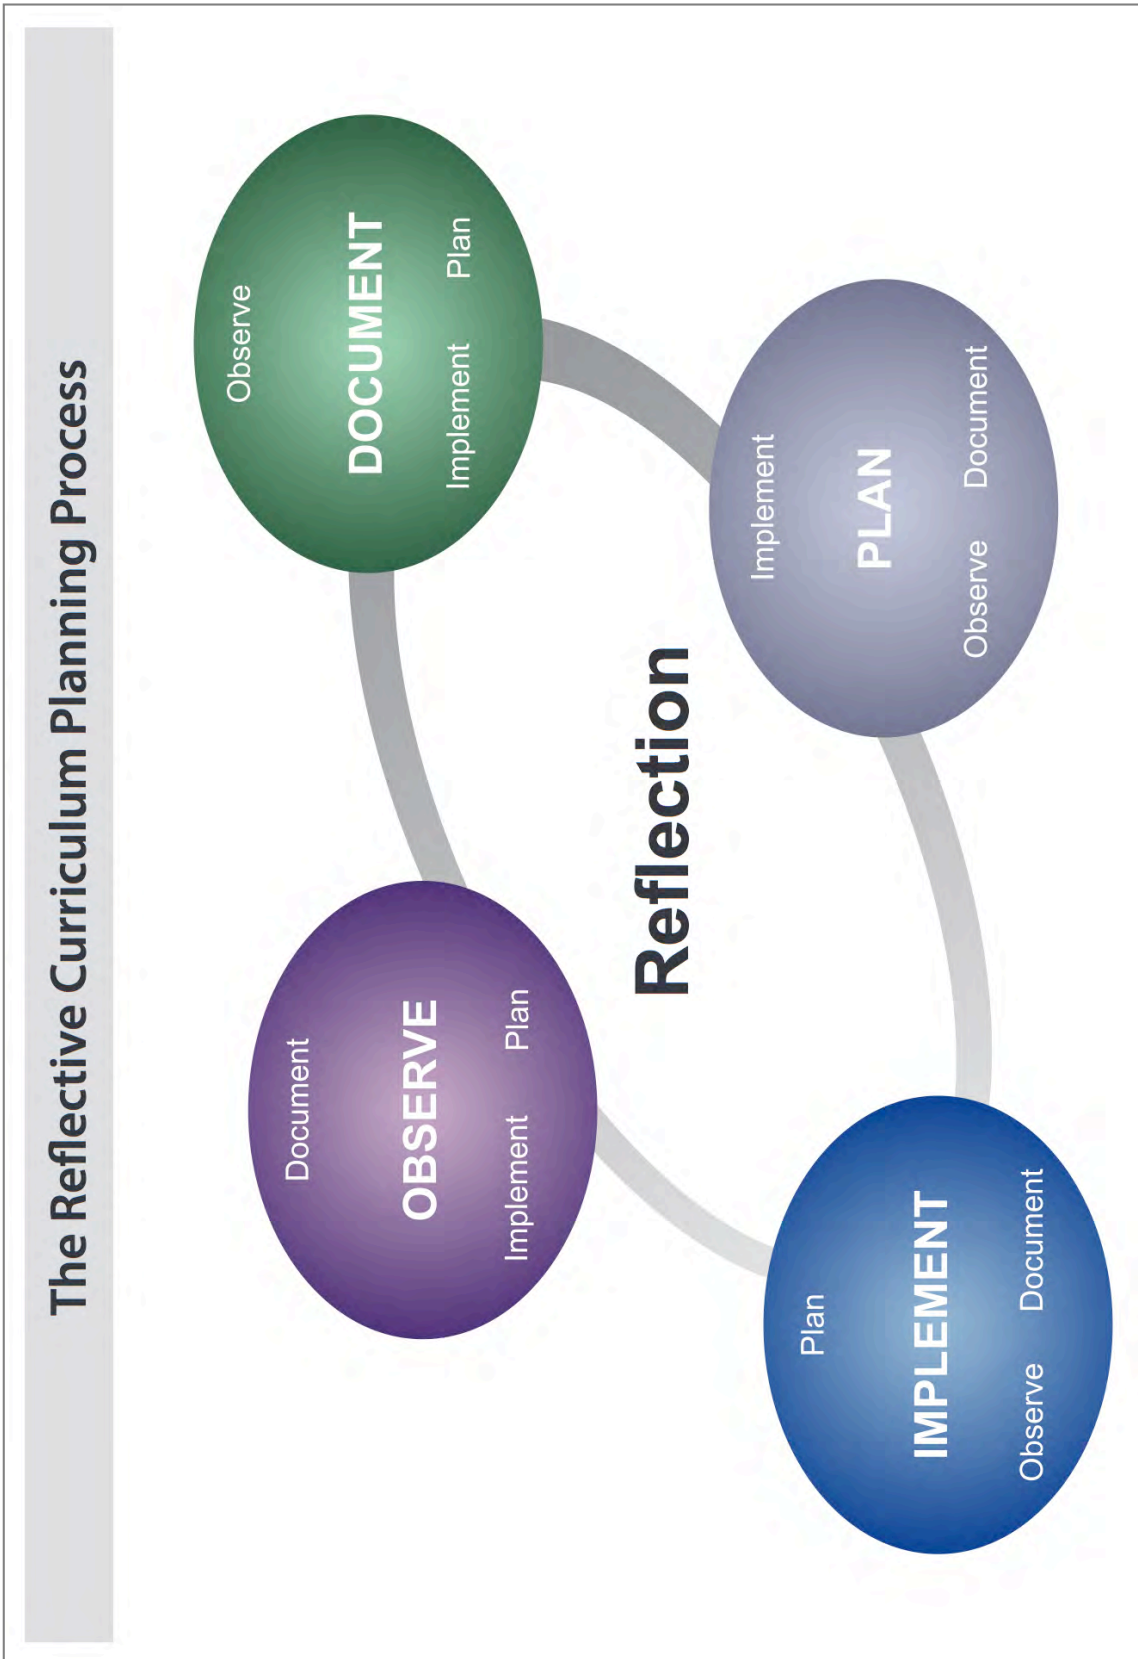 The Reflective Curriculum Planning Process
Document
OBSERVE
Implement Plan
Observe
DOCUMENT
Implement Plan
Reflection
Plan
IMPLEMENT
Observe Document
Implement
PLAN
Observe Document